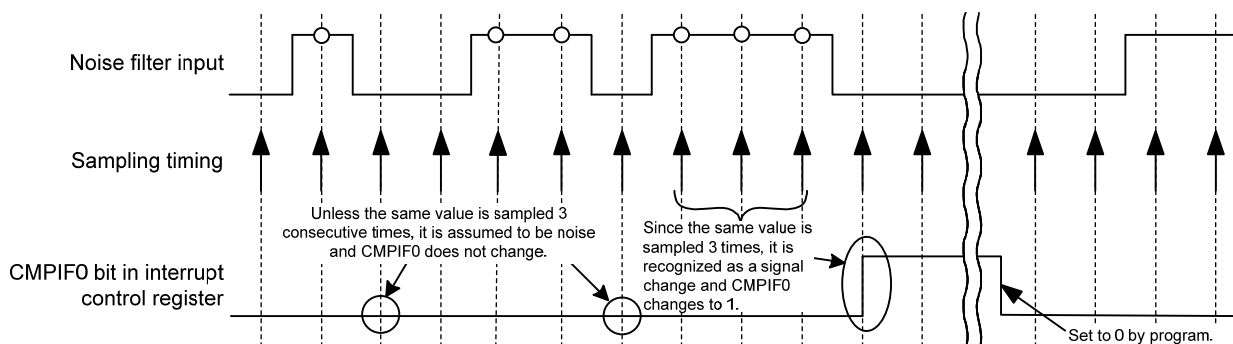 Noise filter input
Sampling timing
Unless the same value is sampled 3
consecutive times, it is assumed to be noise
and CMPIF0 does not change.
Since the same value is
sampled 3 times, it is
recognized as a signal
change and CMPIF0
changes to 1.
CMPIF0 bit in interrupt
control register
Set to 0 by program.